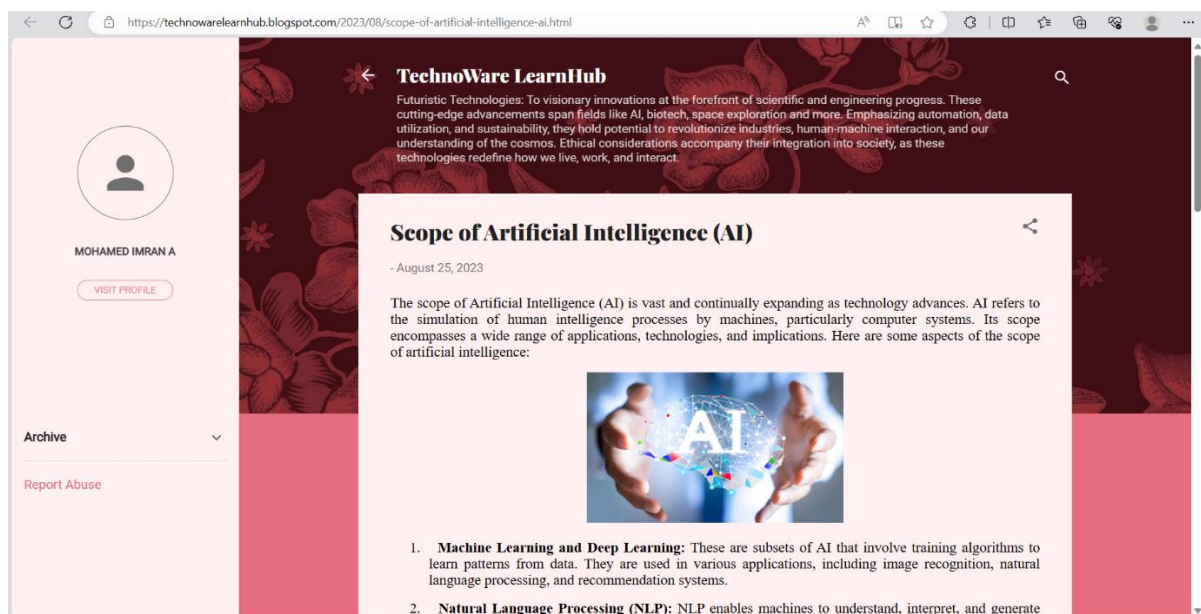 https://technowarelearnhub.blogspot.com/2023/08/scope-of-artificial-intelligence-ai.html
MOHAMED IMRAN A
VISIT PROFILE
Archive
Report Abuse
TechnoWare LearnHub
Futuristic Technologies: To visionary innovations at the forefront of scientific and engineering progress. These
cutting-edge advancements span fields like AI, biotech, space exploration and more. Emphasizing automation, data
utilization, and sustainability, they hold potential to revolutionize industries, human-machine interaction, and our
understanding of the cosmos. Ethical considerations accompany their integration into society, as these
technologies redefine how we live, work, and interact.
Scope of Artificial Intelligence (AI)
- August 25, 2023
The scope of Artificial Intelligence (AI) is vast and continually expanding as technology advances. AI refers to
the simulation of human intelligence processes by machines, particularly computer systems. Its scope
encompasses a wide range of applications, technologies, and implications. Here are some aspects of the scope
of artificial intelligence:
AI
1. Machine Learning and Deep Learning: These are subsets of AI that involve training algorithms to
learn patterns from data. They are used in various applications, including image recognition, natural
language processing, and recommendation systems.
2. Natural Language Processing (NLP): NLP enables machines to understand, interpret, and generate